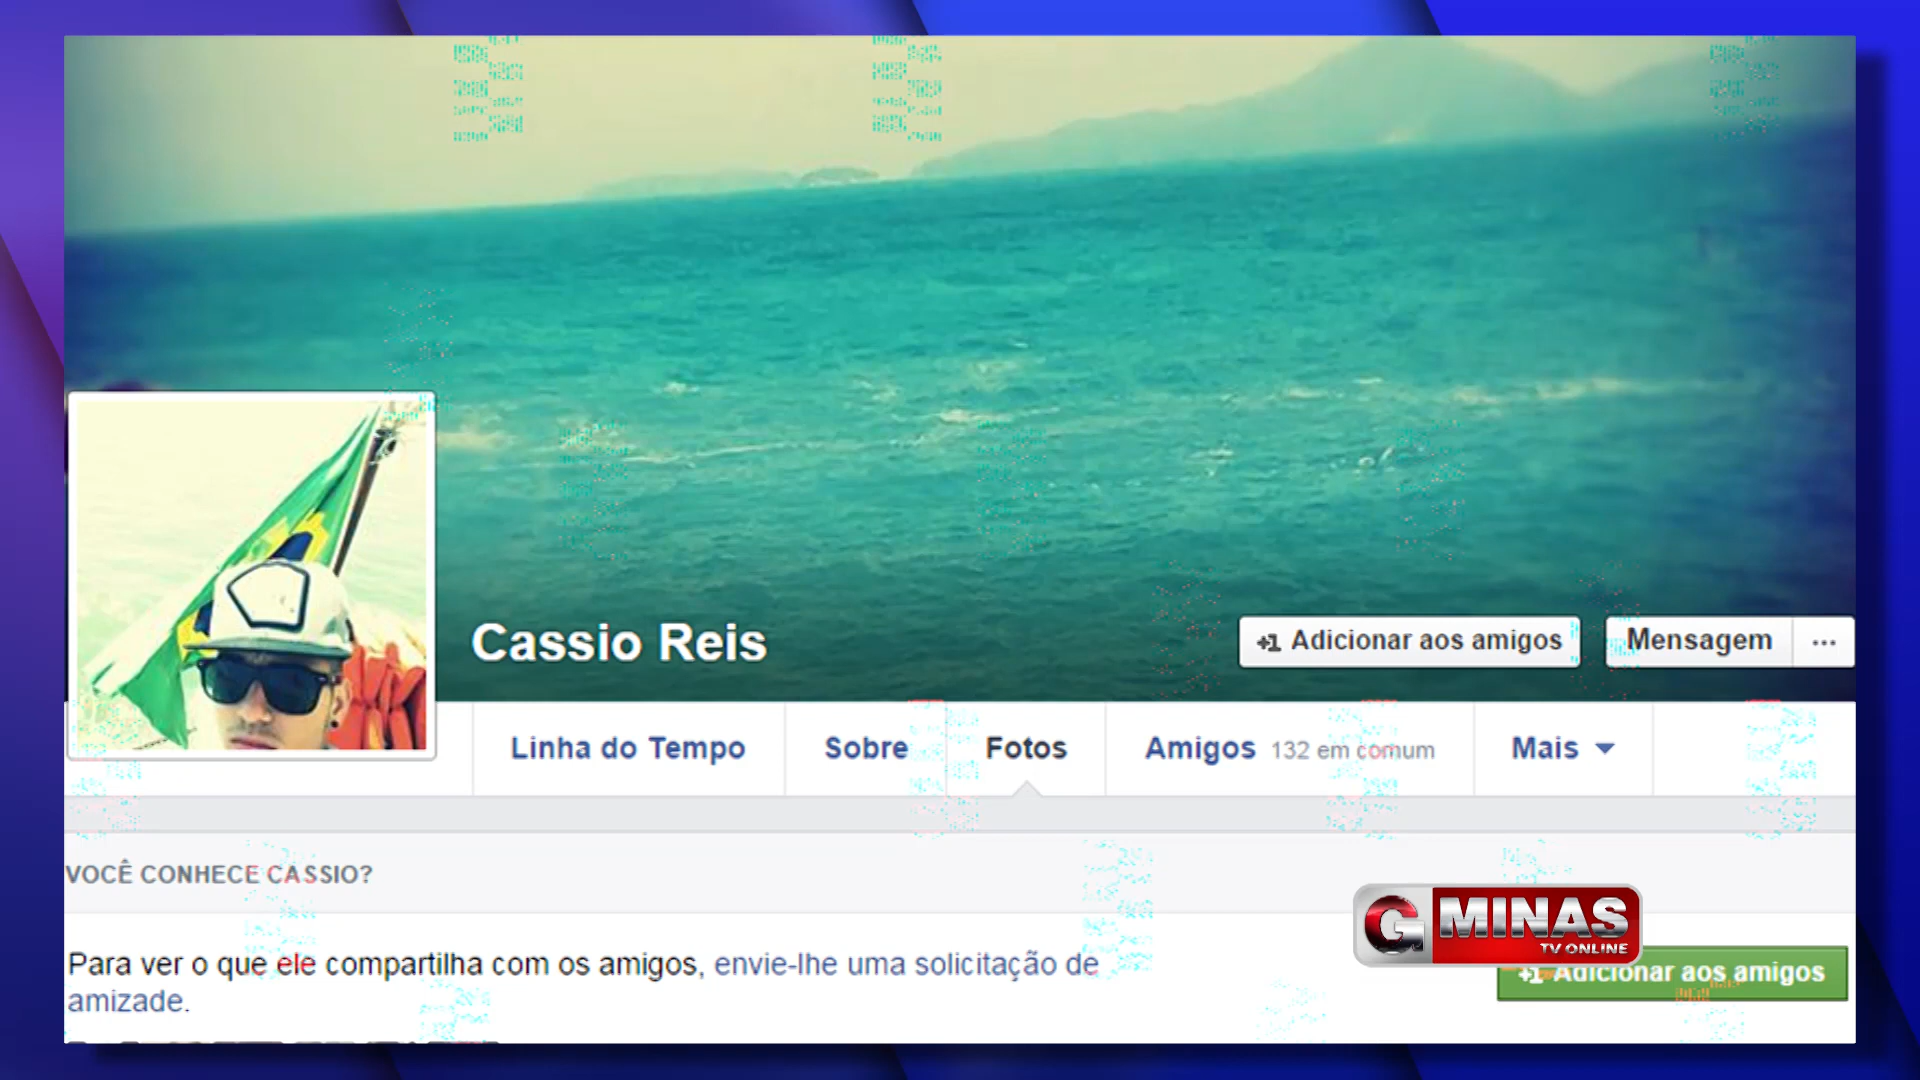 Cassio Reis
+1 Adicionar aos amigos
Mensagem
...
Linha do Tempo
Sobre
Fotos
Amigos 132 em comum
Mais
VOCÊ CONHECE CASSIO?
G MINAS
TV ONLINE
Para ver o que ele compartilha com os amigos, envie-lhe uma solicitação de
amizade.
+1 Adicionar aos amigos